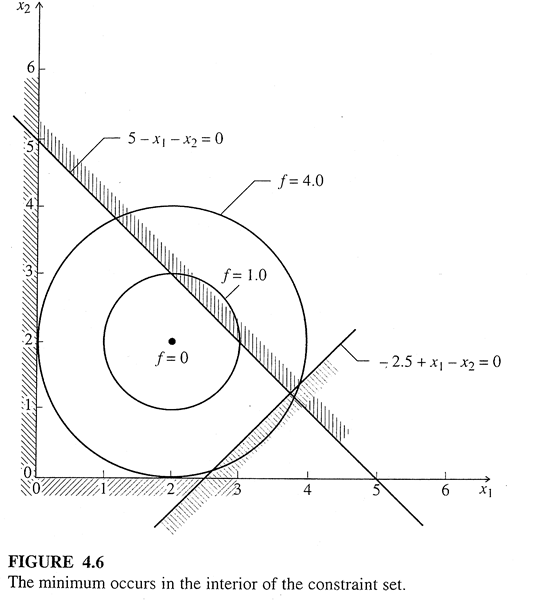 x₂
6
5
4
3
2
1
0
0 1 2 3 4 5 6 x₁
5 – x₁ – x₂ = 0
f = 4.0
f = 1.0
f = 0
– 2.5 + x₁ – x₂ = 0
FIGURE 4.6
The minimum occurs in the interior of the constraint set.